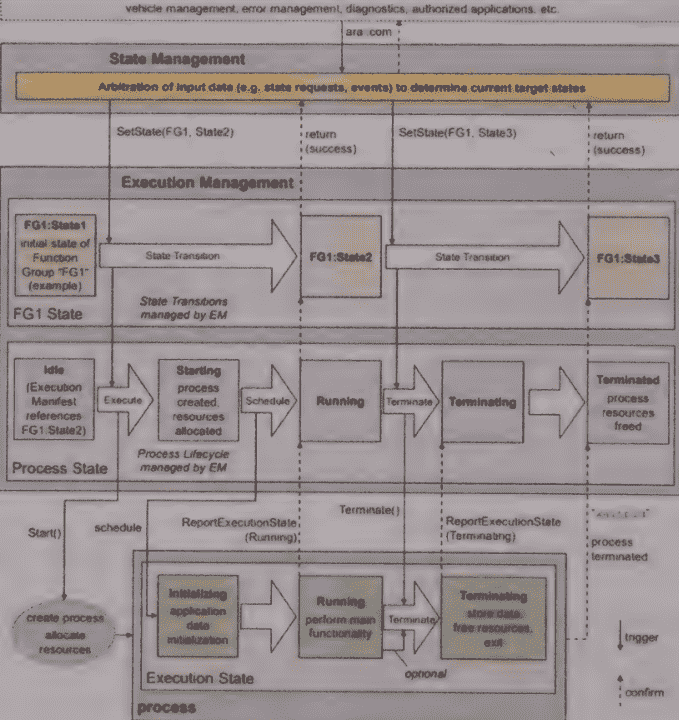 vehicle management, error management, diagnostics, authorized applications, etc.
ara::com
State Management
Arbitration of input data (e.g. state requests, events) to determine current target states
SetState(FG1, State2)
return
(success)
SetState(FG1, State3)
return
(success)
Execution Management
FG1:State1
initial state of
Function
Group "FG1"
(example)
State Transition
FG1:State2
State Transition
FG1:State3
State Transitions
managed by EM
FG1 State
Idle
(Execution
Manifest
references
FG1:State2)
Execute
Starting
process
created,
resources
allocated
Schedule
Running
Terminate
Terminating
Terminated
process
resources
freed
Process Lifecycle
managed by EM
Process State
Start()
schedule
ReportExecutionState
(Running)
Terminate()
ReportExecutionState
(Terminating)
process
terminated
create process
allocate
resources
Initializing
application
data
initialization
Running
perform main
functionality
Terminate
Terminating
store data,
free resources,
exit
optional
Execution State
process
trigger
confirm